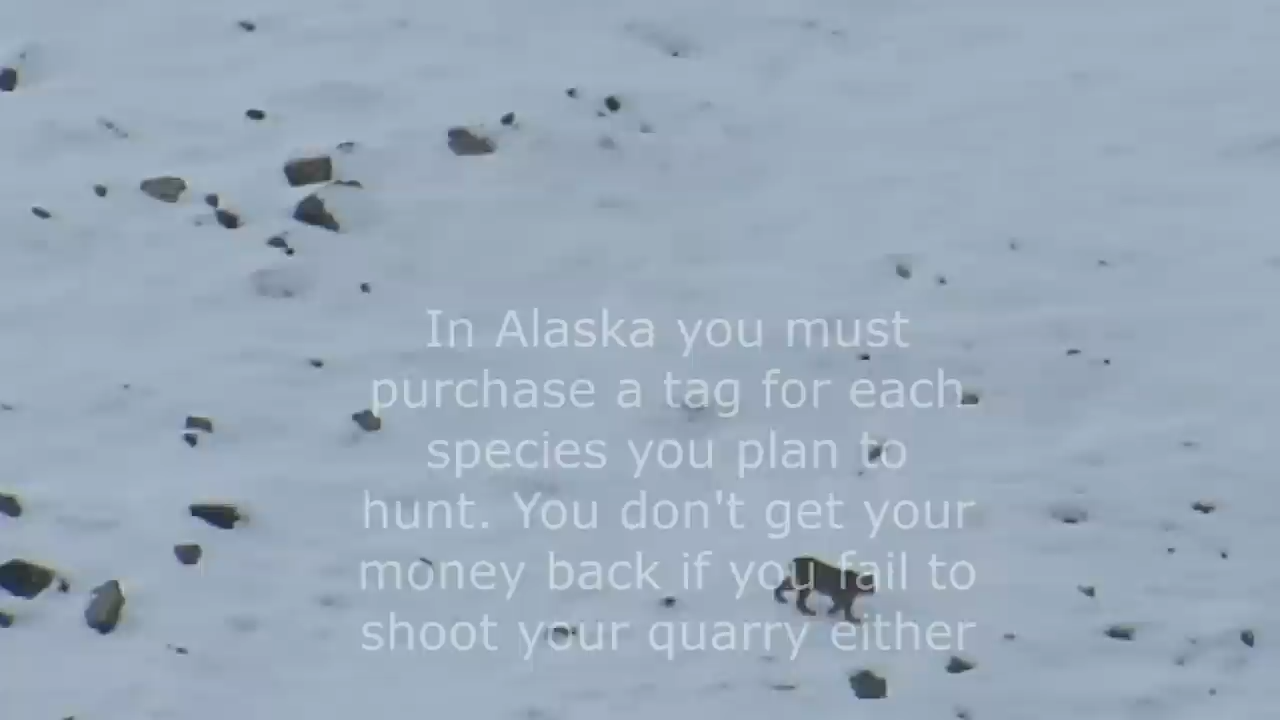 In Alaska you must
purchase a tag for each
species you plan to
hunt. You don't get your
money back if you fail to
shoot your quarry either